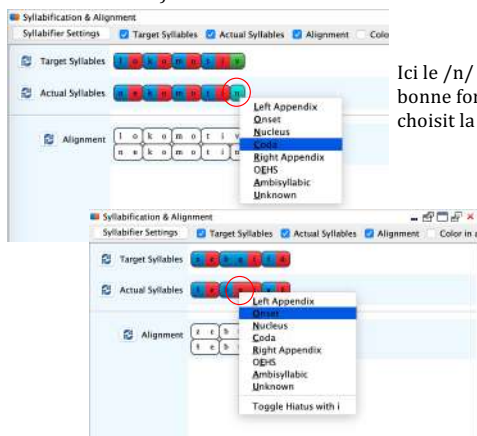 Syllabification & Alig
Syllabifier Settings Target Syllables Actual Syllables Alignment Colo
Target Syllables l o k o m o t i v
Actual Syllables n e k o m o t i n
Alignment l o k o m o t i v
n e k o m o t i n
Left Appendix
Onset
Nucleus
Coda
Right Appendix
OEHS
Ambisyllabic
Unknown
Ici le /n/
bonne for
choisit la
Syllabification & Align
Syllabifier Settings Target Syllables Actual Syllables Alignment Color in a
Target Syllables
Actual Syllables
Alignment z e b
f e b
Left Appendix
Onset
Nucleus
Coda
Right Appendix
OEHS
Ambisyllabic
Unknown
Toggle Hiatus with i